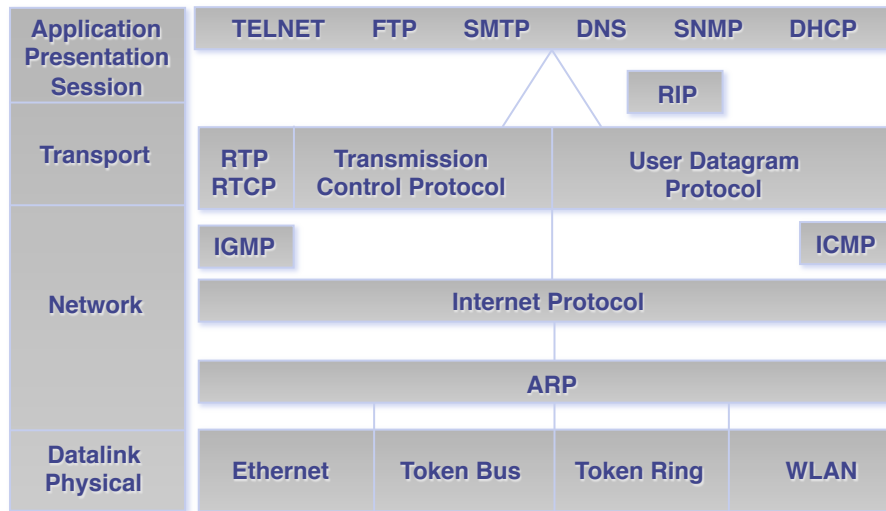 Application
Presentation
Session
TELNET FTP SMTP DNS SNMP DHCP
RIP
Transport
RTP
RTCP
Transmission
Control Protocol
User Datagram
Protocol
Network
IGMP
ICMP
Internet Protocol
ARP
Datalink
Physical
Ethernet
Token Bus
Token Ring
WLAN